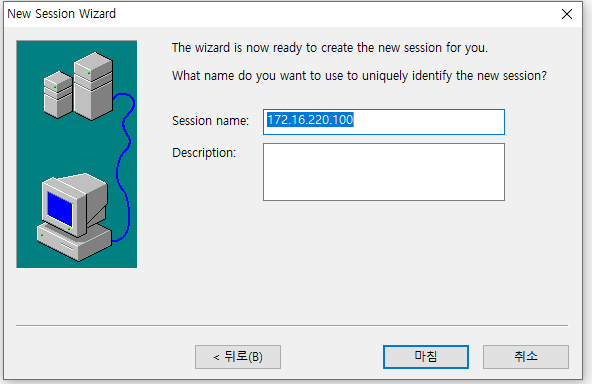 New Session Wizard
The wizard is now ready to create the new session for you.
What name do you want to use to uniquely identify the new session?
Session name: 172.16.220.100
Description:
< 뒤로(B) 마침 취소